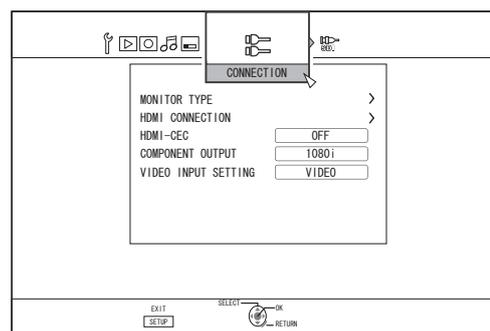 CONNECTION
MONITOR TYPE
HDMI CONNECTION
HDMI-CEC OFF
COMPONENT OUTPUT 1080i
VIDEO INPUT SETTING VIDEO
EXIT
SETUP
SELECT
OK
RETURN